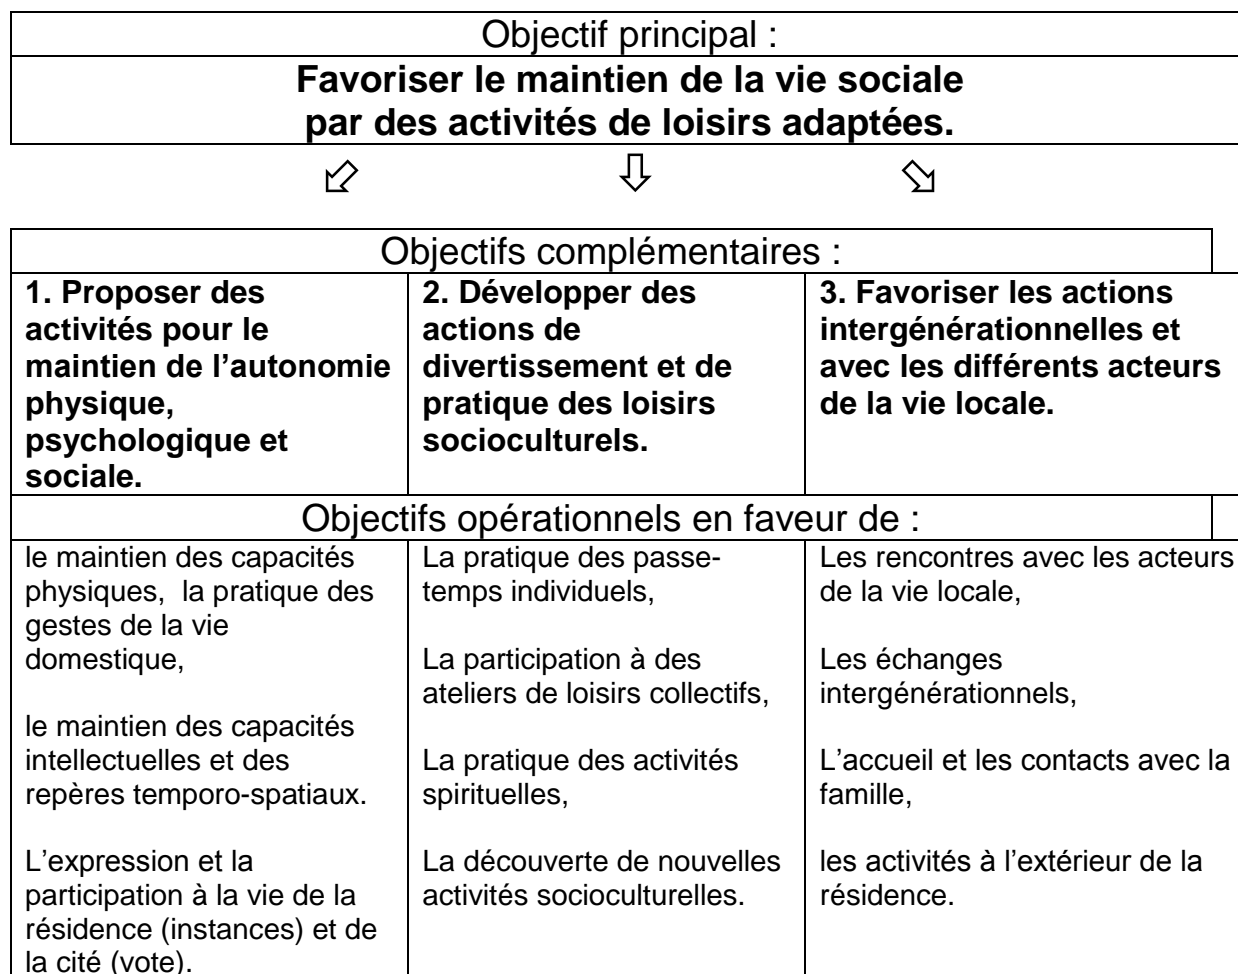 Objectif principal :
Favoriser le maintien de la vie sociale
par des activités de loisirs adaptées.
Objectifs complémentaires :
1. Proposer des
activités pour le
maintien de l’autonomie
physique,
psychologique et
sociale.
2. Développer des
actions de
divertissement et de
pratique des loisirs
socioculturels.
3. Favoriser les actions
intergénérationnelles et
avec les différents acteurs
de la vie locale.
Objectifs opérationnels en faveur de :
le maintien des capacités
physiques,  la pratique des
gestes de la vie
domestique,
le maintien des capacités
intellectuelles et des
repères temporo-spatiaux.
L’expression et la
participation à la vie de la
résidence (instances) et de
la cité (vote).
La pratique des passe-
temps individuels,
La participation à des
ateliers de loisirs collectifs,
La pratique des activités
spirituelles,
La découverte de nouvelles
activités socioculturelles.
Les rencontres avec les acteurs
de la vie locale,
Les échanges
intergénérationnels,
L’accueil et les contacts avec la
famille,
les activités à l’extérieur de la
résidence.